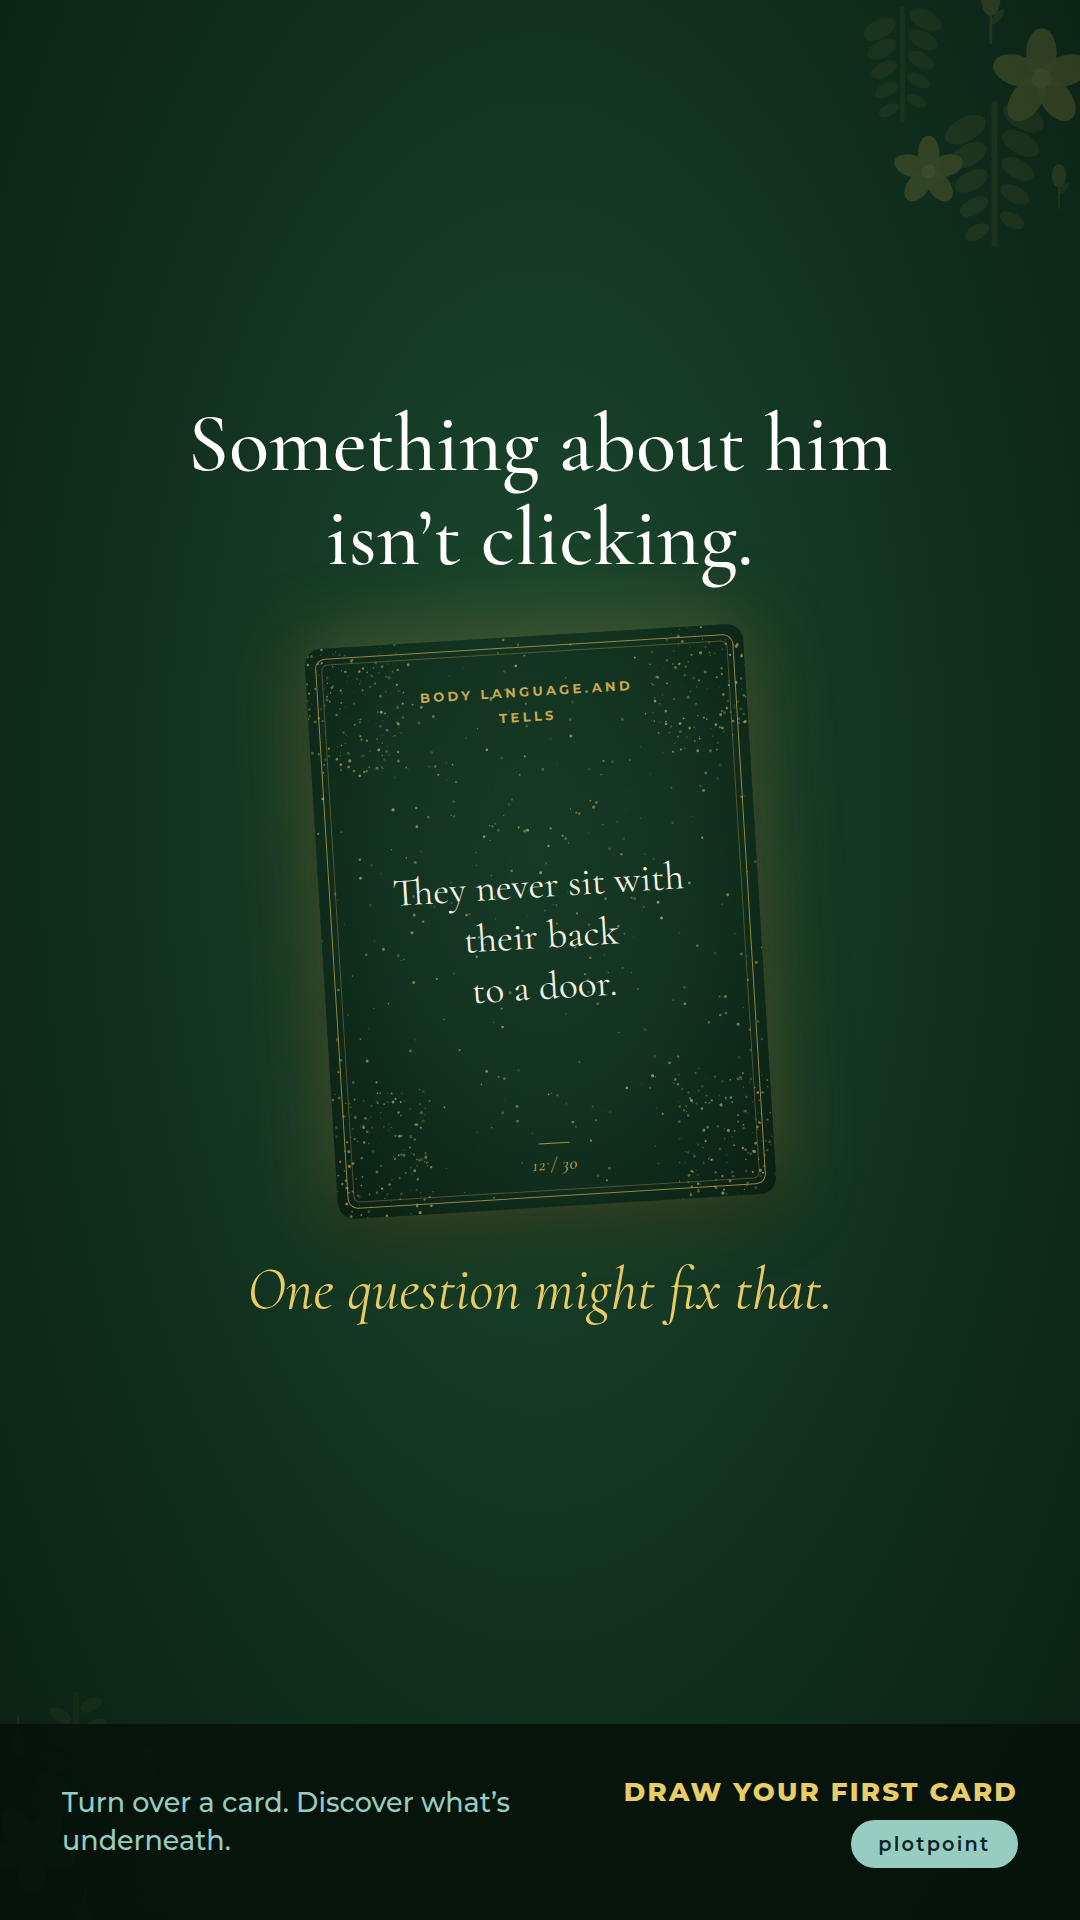 Something about him
isn’t clicking.
BODY LANGUAGE AND
TELLS
They never sit with
their back
to a door.
12 / 30
One question might fix that.
Turn over a card. Discover what’s
underneath.
DRAW YOUR FIRST CARD
plotpoint